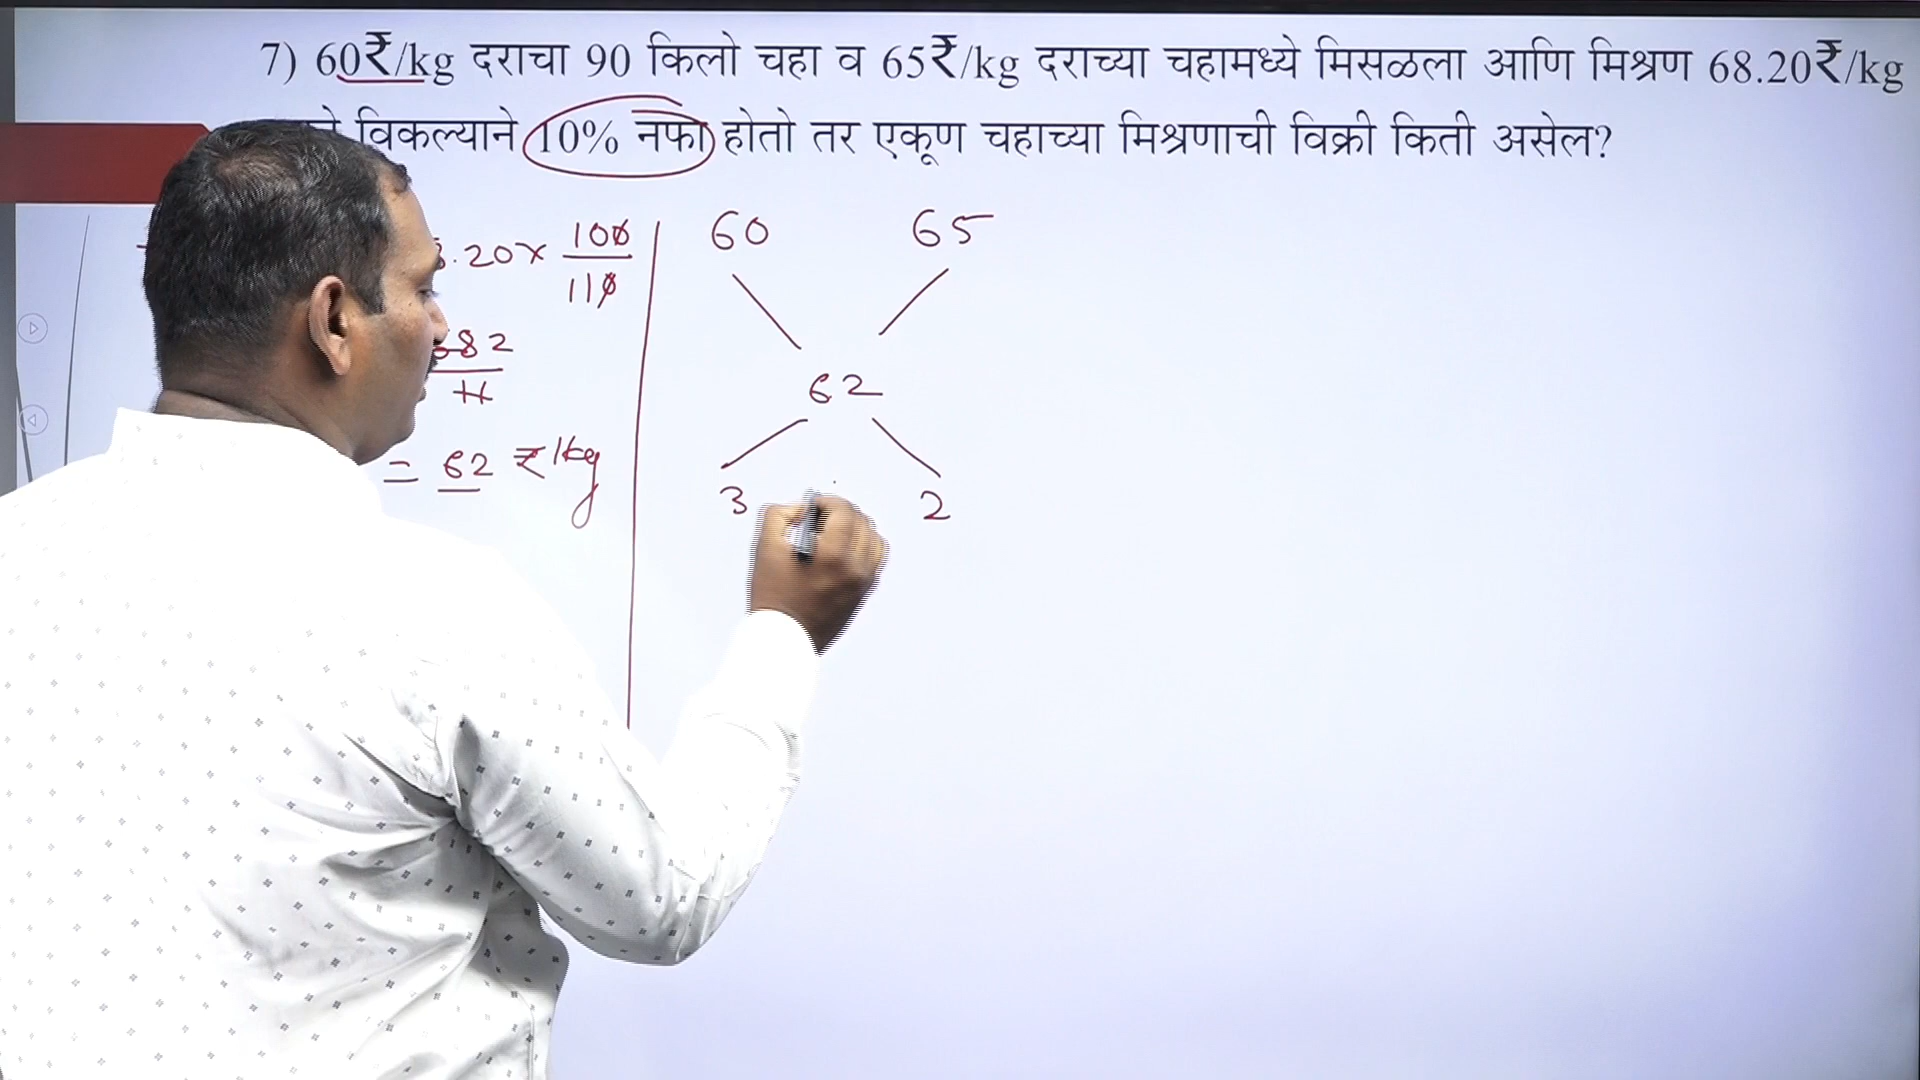 7) 60₹/kg दराचा 90 किलो चहा व 65₹/kg दराच्या चहामध्ये मिसळला आणि मिश्रण 68.20₹/kg
विकल्याने 10% नफा होतो तर एकूण चहाच्या मिश्रणाची विक्री किती असेल?
.20× 100/110
682/11
= 62 ₹/kg
60 65
62
3 2